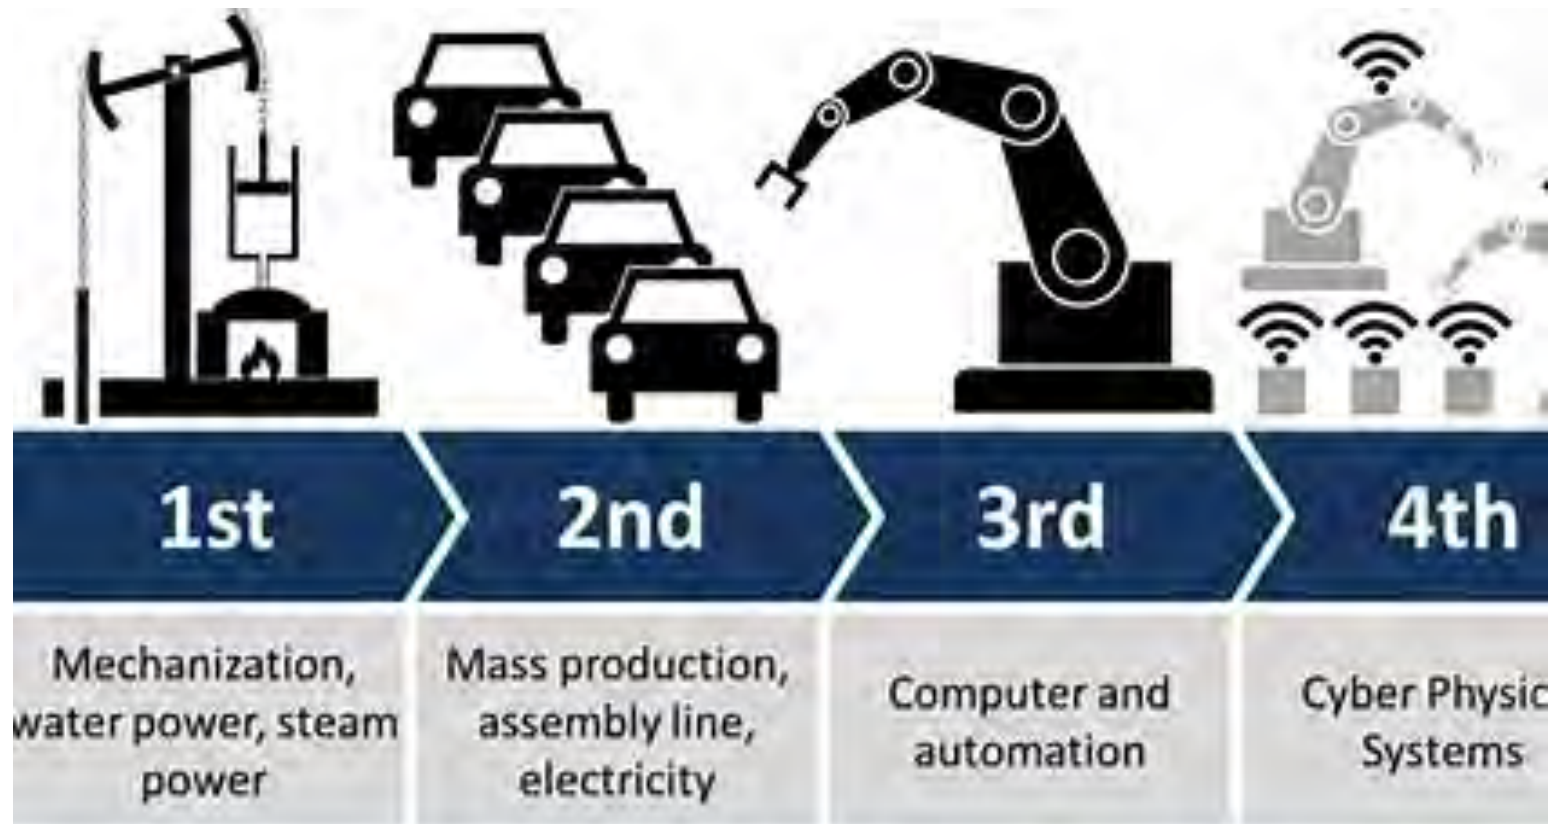 1st
2nd
3rd
4th
Mechanization,
water power, steam
power
Mass production,
assembly line,
electricity
Computer and
automation
Cyber Physic
Systems